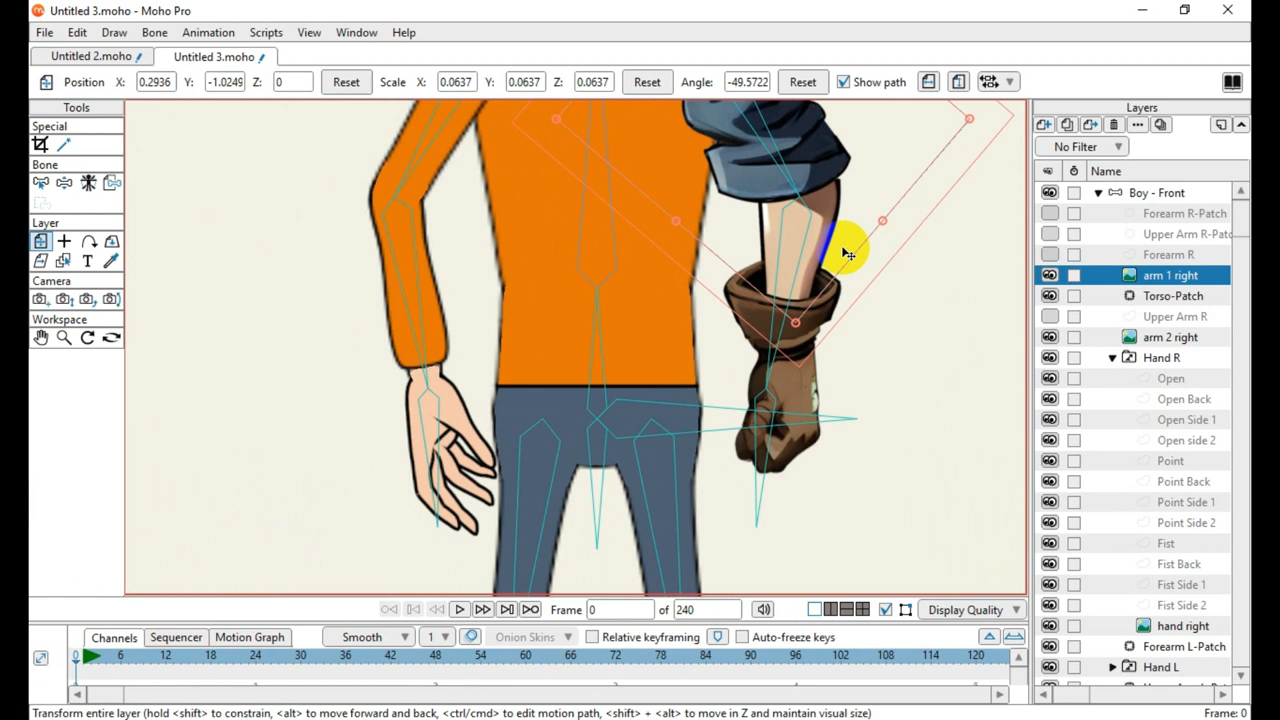 Untitled 3.moho - Moho Pro
File Edit Draw Bone Animation Scripts View Window Help
Untitled 2.moho Untitled 3.moho
Position X: 0.2936 Y: -1.0249 Z: 0 Reset Scale X: 0.0637 Y: 0.0637 Z: 0.0637 Reset Angle: -49.5722 Reset Show path
Tools
Special
Bone
Layer
Camera
Workspace
Layers
No Filter
Name
Boy - Front
Forearm R-Patch
Upper Arm R-Patc
Forearm R
arm 1 right
Torso-Patch
Upper Arm R
arm 2 right
Hand R
Open
Open Back
Open Side 1
Open side 2
Point
Point Back
Point Side 1
Point Side 2
Fist
Fist Back
Fist Side 1
Fist Side 2
hand right
Forearm L-Patch
Hand L
Frame 0 of 240 Display Quality
Channels Sequencer Motion Graph Smooth 1 Onion Skins Relative keyframing Auto-freeze keys
0 6 12 18 24 30 36 42 48 54 60 66 72 78 84 90 96 102 108 114 120
Transform entire layer (hold <shift> to constrain, <alt> to move forward and back, <ctrl/cmd> to edit motion path, <shift> + <alt> to move in Z and maintain visual size) Frame: 0